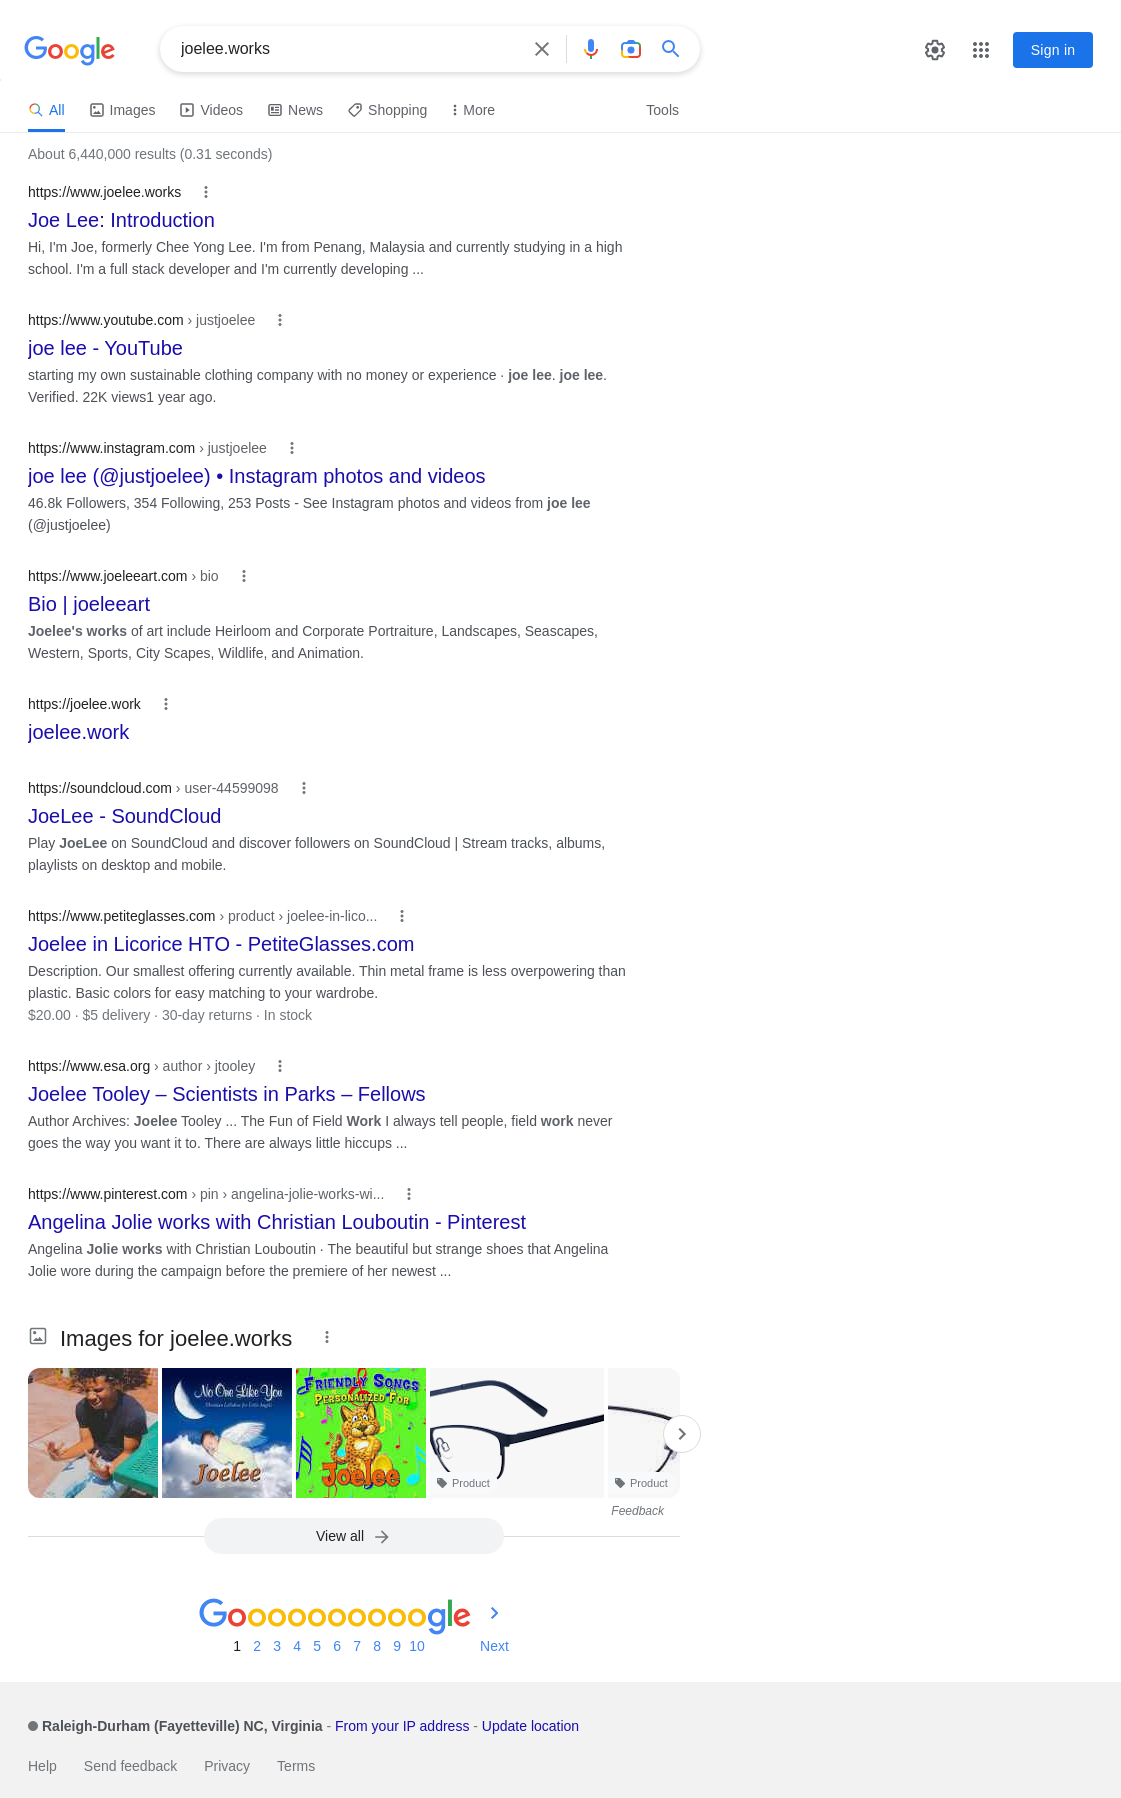 Google
joelee.works
Sign in
All
Images
Videos
News
Shopping
More
Tools
About 6,440,000 results (0.31 seconds)
https://www.joelee.works
Joe Lee: Introduction
Hi, I'm Joe, formerly Chee Yong Lee. I'm from Penang, Malaysia and currently studying in a high
school. I'm a full stack developer and I'm currently developing ...
https://www.youtube.com › justjoelee
joe lee - YouTube
starting my own sustainable clothing company with no money or experience · joe lee. joe lee.
Verified. 22K views1 year ago.
https://www.instagram.com › justjoelee
joe lee (@justjoelee) • Instagram photos and videos
46.8k Followers, 354 Following, 253 Posts - See Instagram photos and videos from joe lee
(@justjoelee)
https://www.joeleeart.com › bio
Bio | joeleeart
Joelee's works of art include Heirloom and Corporate Portraiture, Landscapes, Seascapes,
Western, Sports, City Scapes, Wildlife, and Animation.
https://joelee.work
joelee.work
https://soundcloud.com › user-44599098
JoeLee - SoundCloud
Play JoeLee on SoundCloud and discover followers on SoundCloud | Stream tracks, albums,
playlists on desktop and mobile.
https://www.petiteglasses.com › product › joelee-in-lico...
Joelee in Licorice HTO - PetiteGlasses.com
Description. Our smallest offering currently available. Thin metal frame is less overpowering than
plastic. Basic colors for easy matching to your wardrobe.
$20.00 · $5 delivery · 30-day returns · In stock
https://www.esa.org › author › jtooley
Joelee Tooley – Scientists in Parks – Fellows
Author Archives: Joelee Tooley ... The Fun of Field Work I always tell people, field work never
goes the way you want it to. There are always little hiccups ...
https://www.pinterest.com › pin › angelina-jolie-works-wi...
Angelina Jolie works with Christian Louboutin - Pinterest
Angelina Jolie works with Christian Louboutin · The beautiful but strange shoes that Angelina
Jolie wore during the campaign before the premiere of her newest ...
Images for joelee.works
No One Like You
Christian Lullabies for Little Angels
Joelee
FRIENDLY SONGS
PERSONALIZED FOR
Joelee
Product
Product
Feedback
View all
Goooooooooogle
1 2 3 4 5 6 7 8 9 10 Next
Raleigh-Durham (Fayetteville) NC, Virginia - From your IP address - Update location
Help Send feedback Privacy Terms